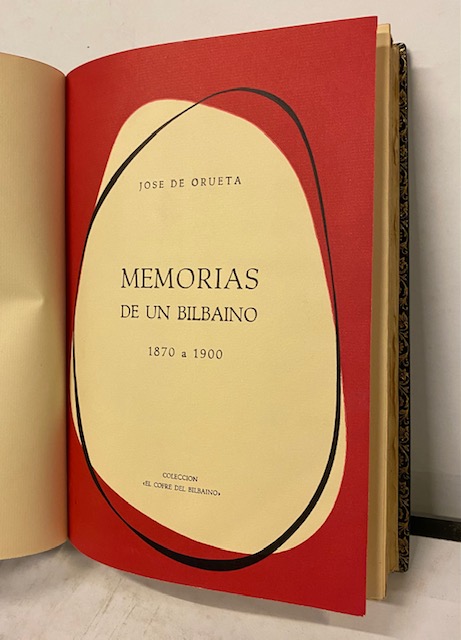 JOSE DE ORUETA
MEMORIAS
DE UN BILBAINO
1870 a 1900
COLECCION
«EL COFRE DEL BILBAINO»